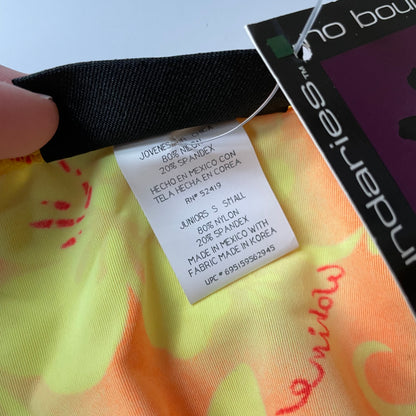 no bou
undaries™
JOVENES
80% NILON
20% SPANDEX
HECHO EN MEXICO CON
TELA HECHA EN COREA
RN# 52419
JUNIORS S SMALL
80% NYLON
20% SPANDEX
MADE IN MEXICO WITH
FABRIC MADE IN KOREA
UPC# 695159562945